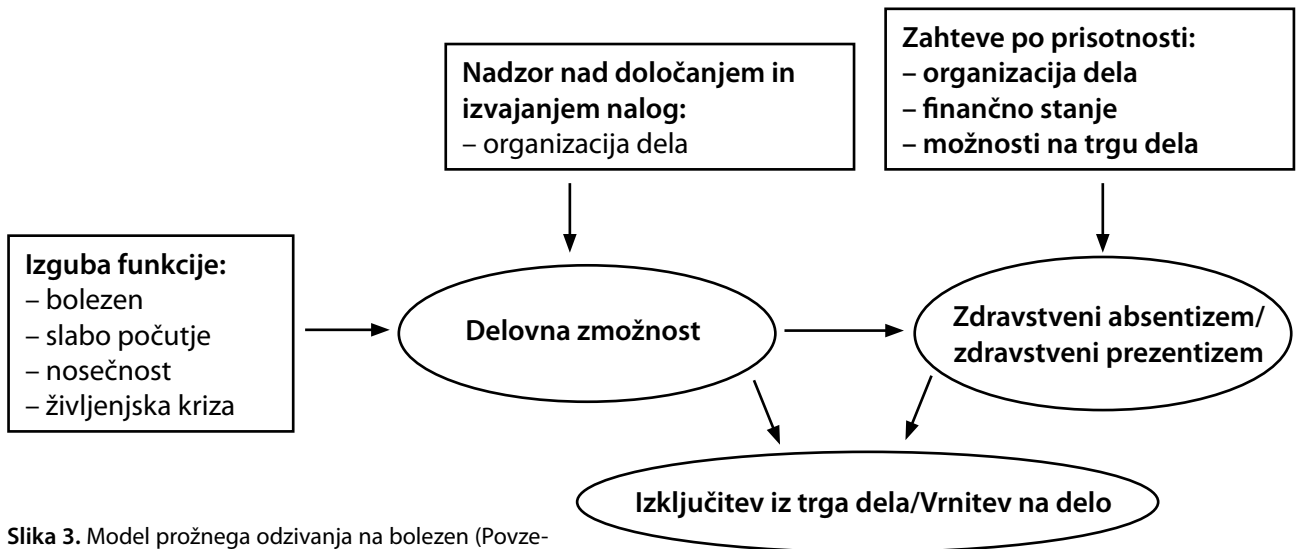 Zahteve po prisotnosti:
– organizacija dela
– finančno stanje
– možnosti na trgu dela
Nadzor nad določanjem in
izvajanjem nalog:
– organizacija dela
Izguba funkcije:
– bolezen
– slabo počutje
– nosečnost
– življenjska kriza
Delovna zmožnost
Zdravstveni absentizem/
zdravstveni prezentizem
Izključitev iz trga dela/Vrnitev na delo
Slika 3. Model prožnega odzivanja na bolezen (Povze-